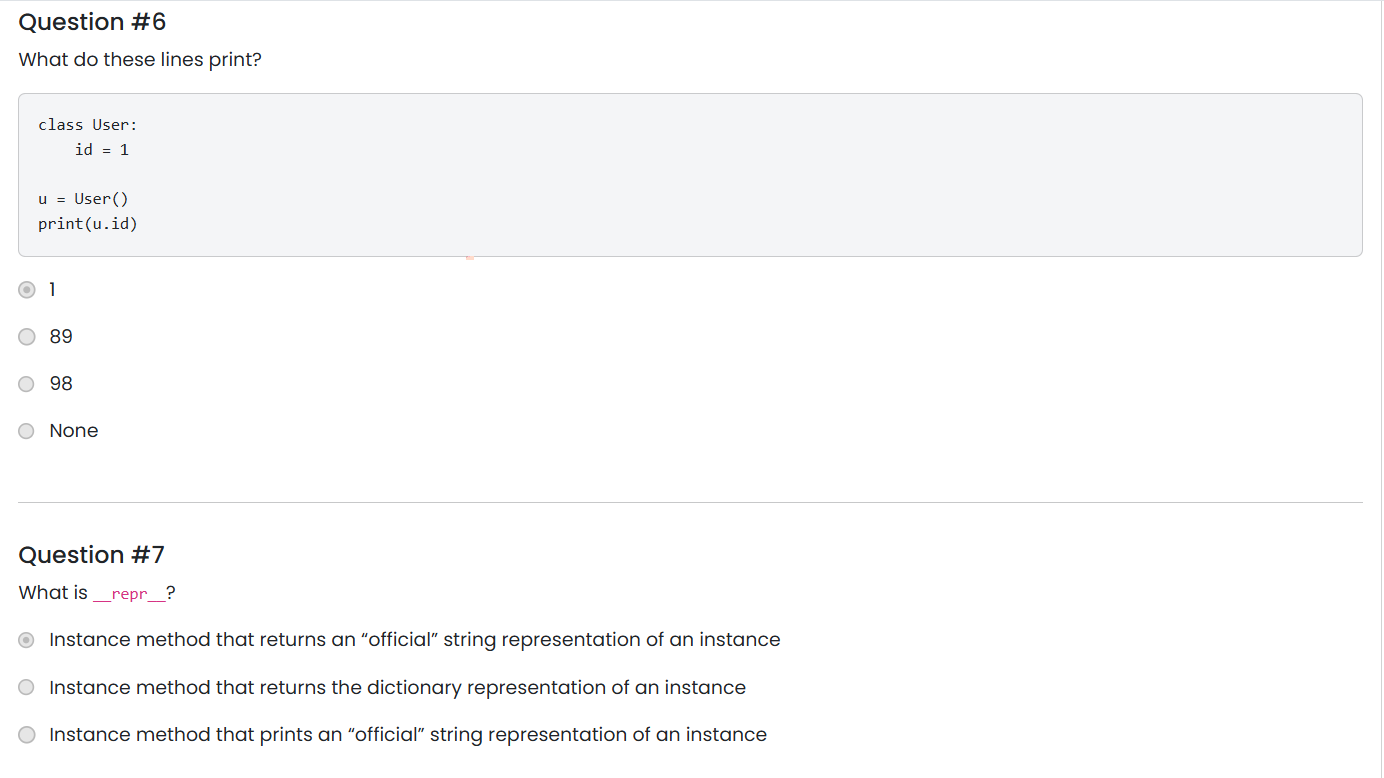 Question #6
What do these lines print?
class User:
    id = 1
u = User()
print(u.id)
1
89
98
None
Question #7
What is __repr__?
Instance method that returns an “official” string representation of an instance
Instance method that returns the dictionary representation of an instance
Instance method that prints an “official” string representation of an instance